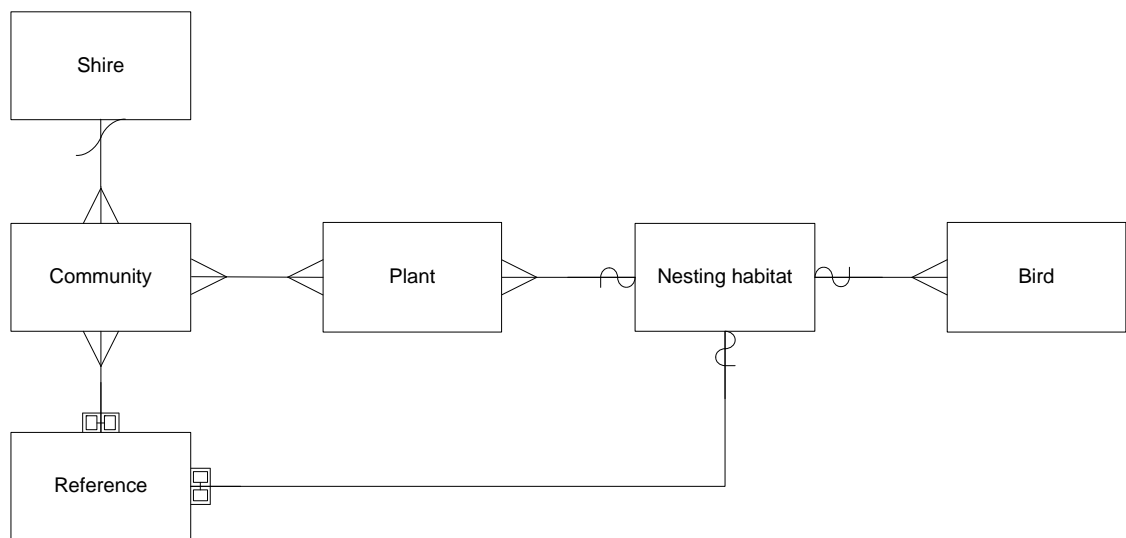 Shire
Community
Plant
Nesting habitat
Bird
Reference